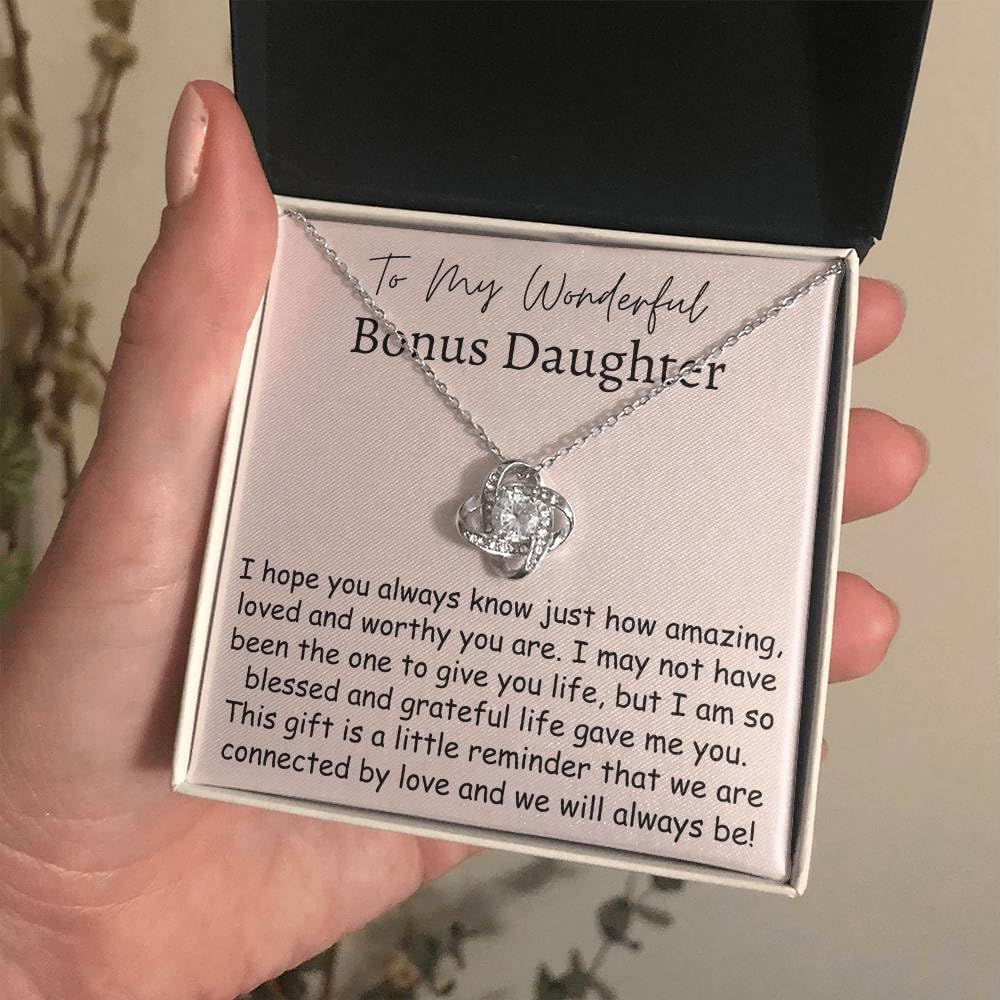 To My Wonderful
Bonus Daughter
I hope you always know just how amazing,
loved and worthy you are. I may not have
been the one to give you life, but I am so
blessed and grateful life gave me you.
This gift is a little reminder that we are
connected by love and we will always be!